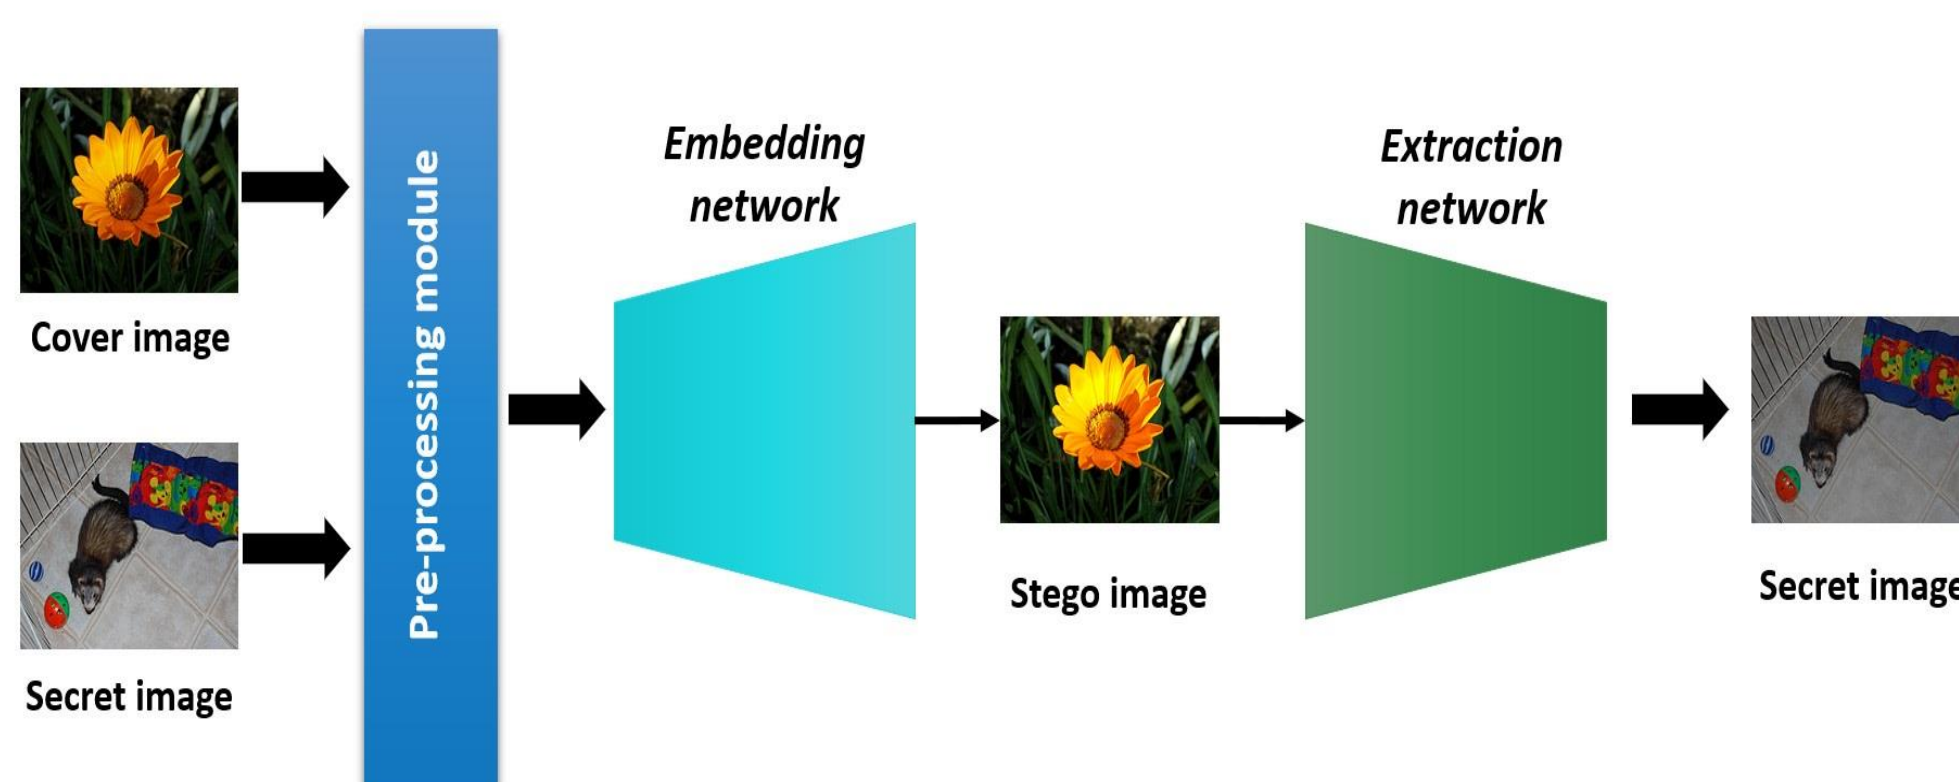 Cover image
Secret image
Pre-processing module
Embedding
network
Stego image
Extraction
network
Secret image